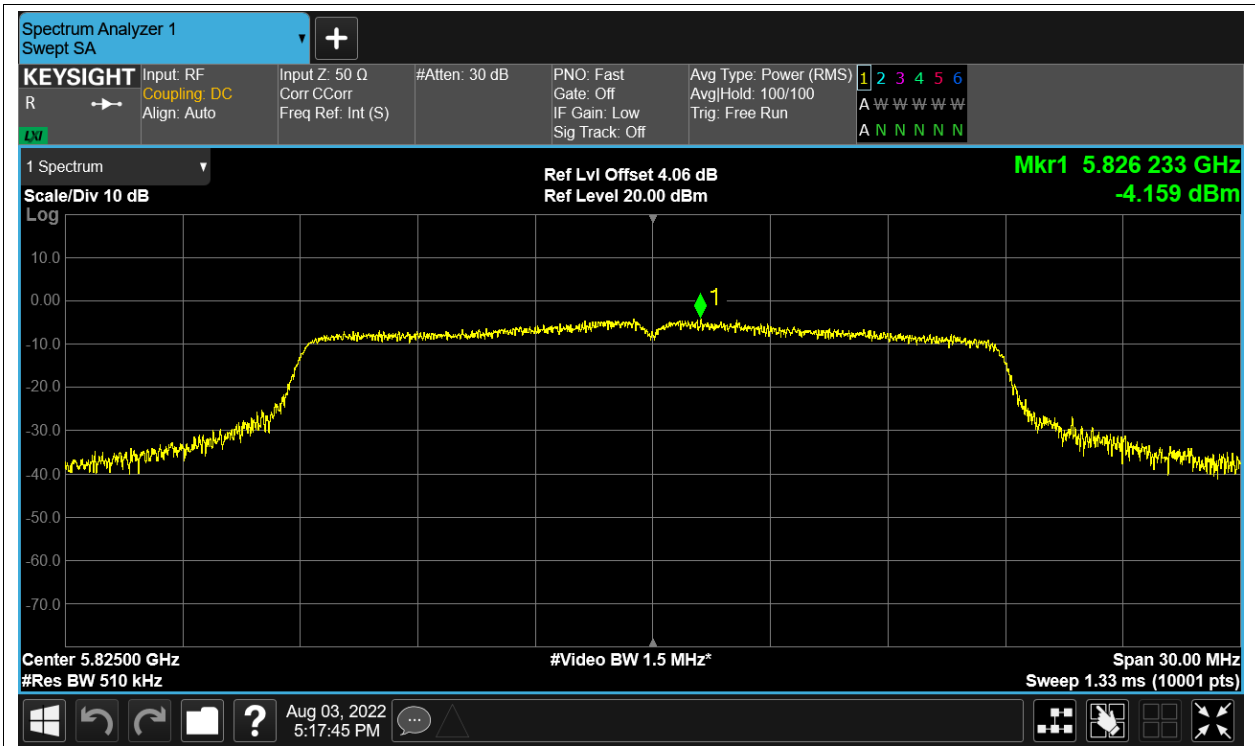 Spectrum Analyzer 1
Swept SA
+
KEYSIGHT
R
LXI
Input: RF
Coupling: DC
Align: Auto
Input Z: 50 Ω
Corr CCorr
Freq Ref: Int (S)
#Atten: 30 dB
PNO: Fast
Gate: Off
IF Gain: Low
Sig Track: Off
Avg Type: Power (RMS)
Avg|Hold: 100/100
Trig: Free Run
1 2 3 4 5 6
A W W W W W
A N N N N N
1 Spectrum
Scale/Div 10 dB
Log
Ref Lvl Offset 4.06 dB
Ref Level 20.00 dBm
Mkr1 5.826 233 GHz
-4.159 dBm
1
10.0
0.00
-10.0
-20.0
-30.0
-40.0
-50.0
-60.0
-70.0
Center 5.82500 GHz
#Res BW 510 kHz
#Video BW 1.5 MHz*
Span 30.00 MHz
Sweep 1.33 ms (10001 pts)
?
Aug 03, 2022
5:17:45 PM